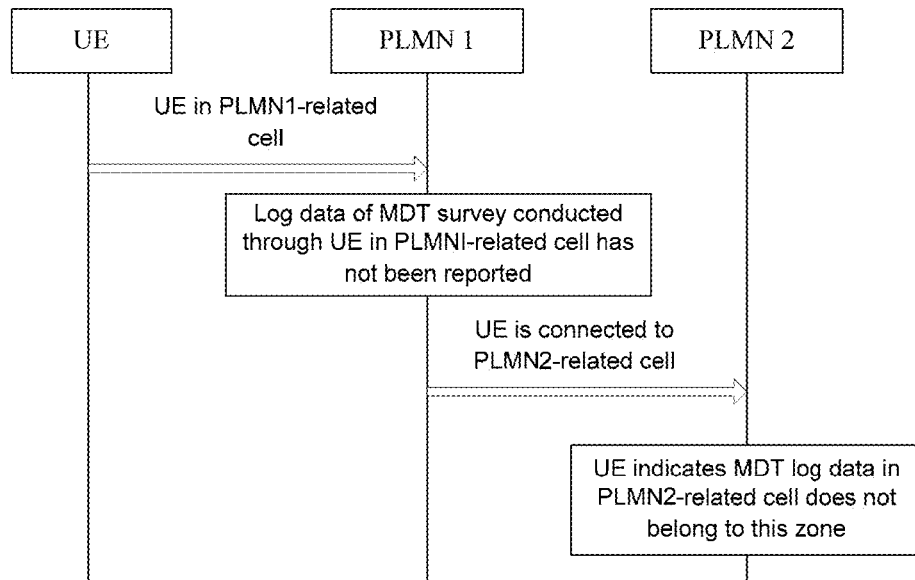 UE
PLMN 1
PLMN 2
UE in PLMN1-related
cell
Log data of MDT survey conducted
through UE in PLMNI-related cell has
not been reported
UE is connected to
PLMN2-related cell
UE indicates MDT log data in
PLMN2-related cell does not
belong to this zone